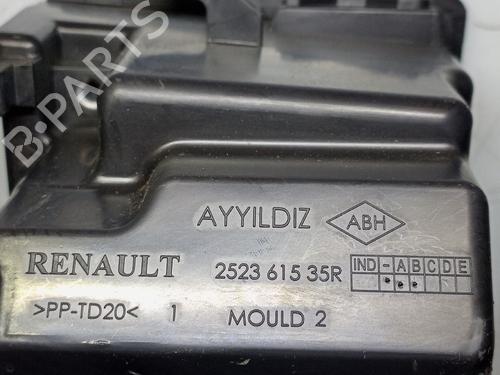 B-PARTS
AYYILDIZ ABH
RENAULT 2523 615 35R IND - A B C D E
>PP-TD20< 1 MOULD 2